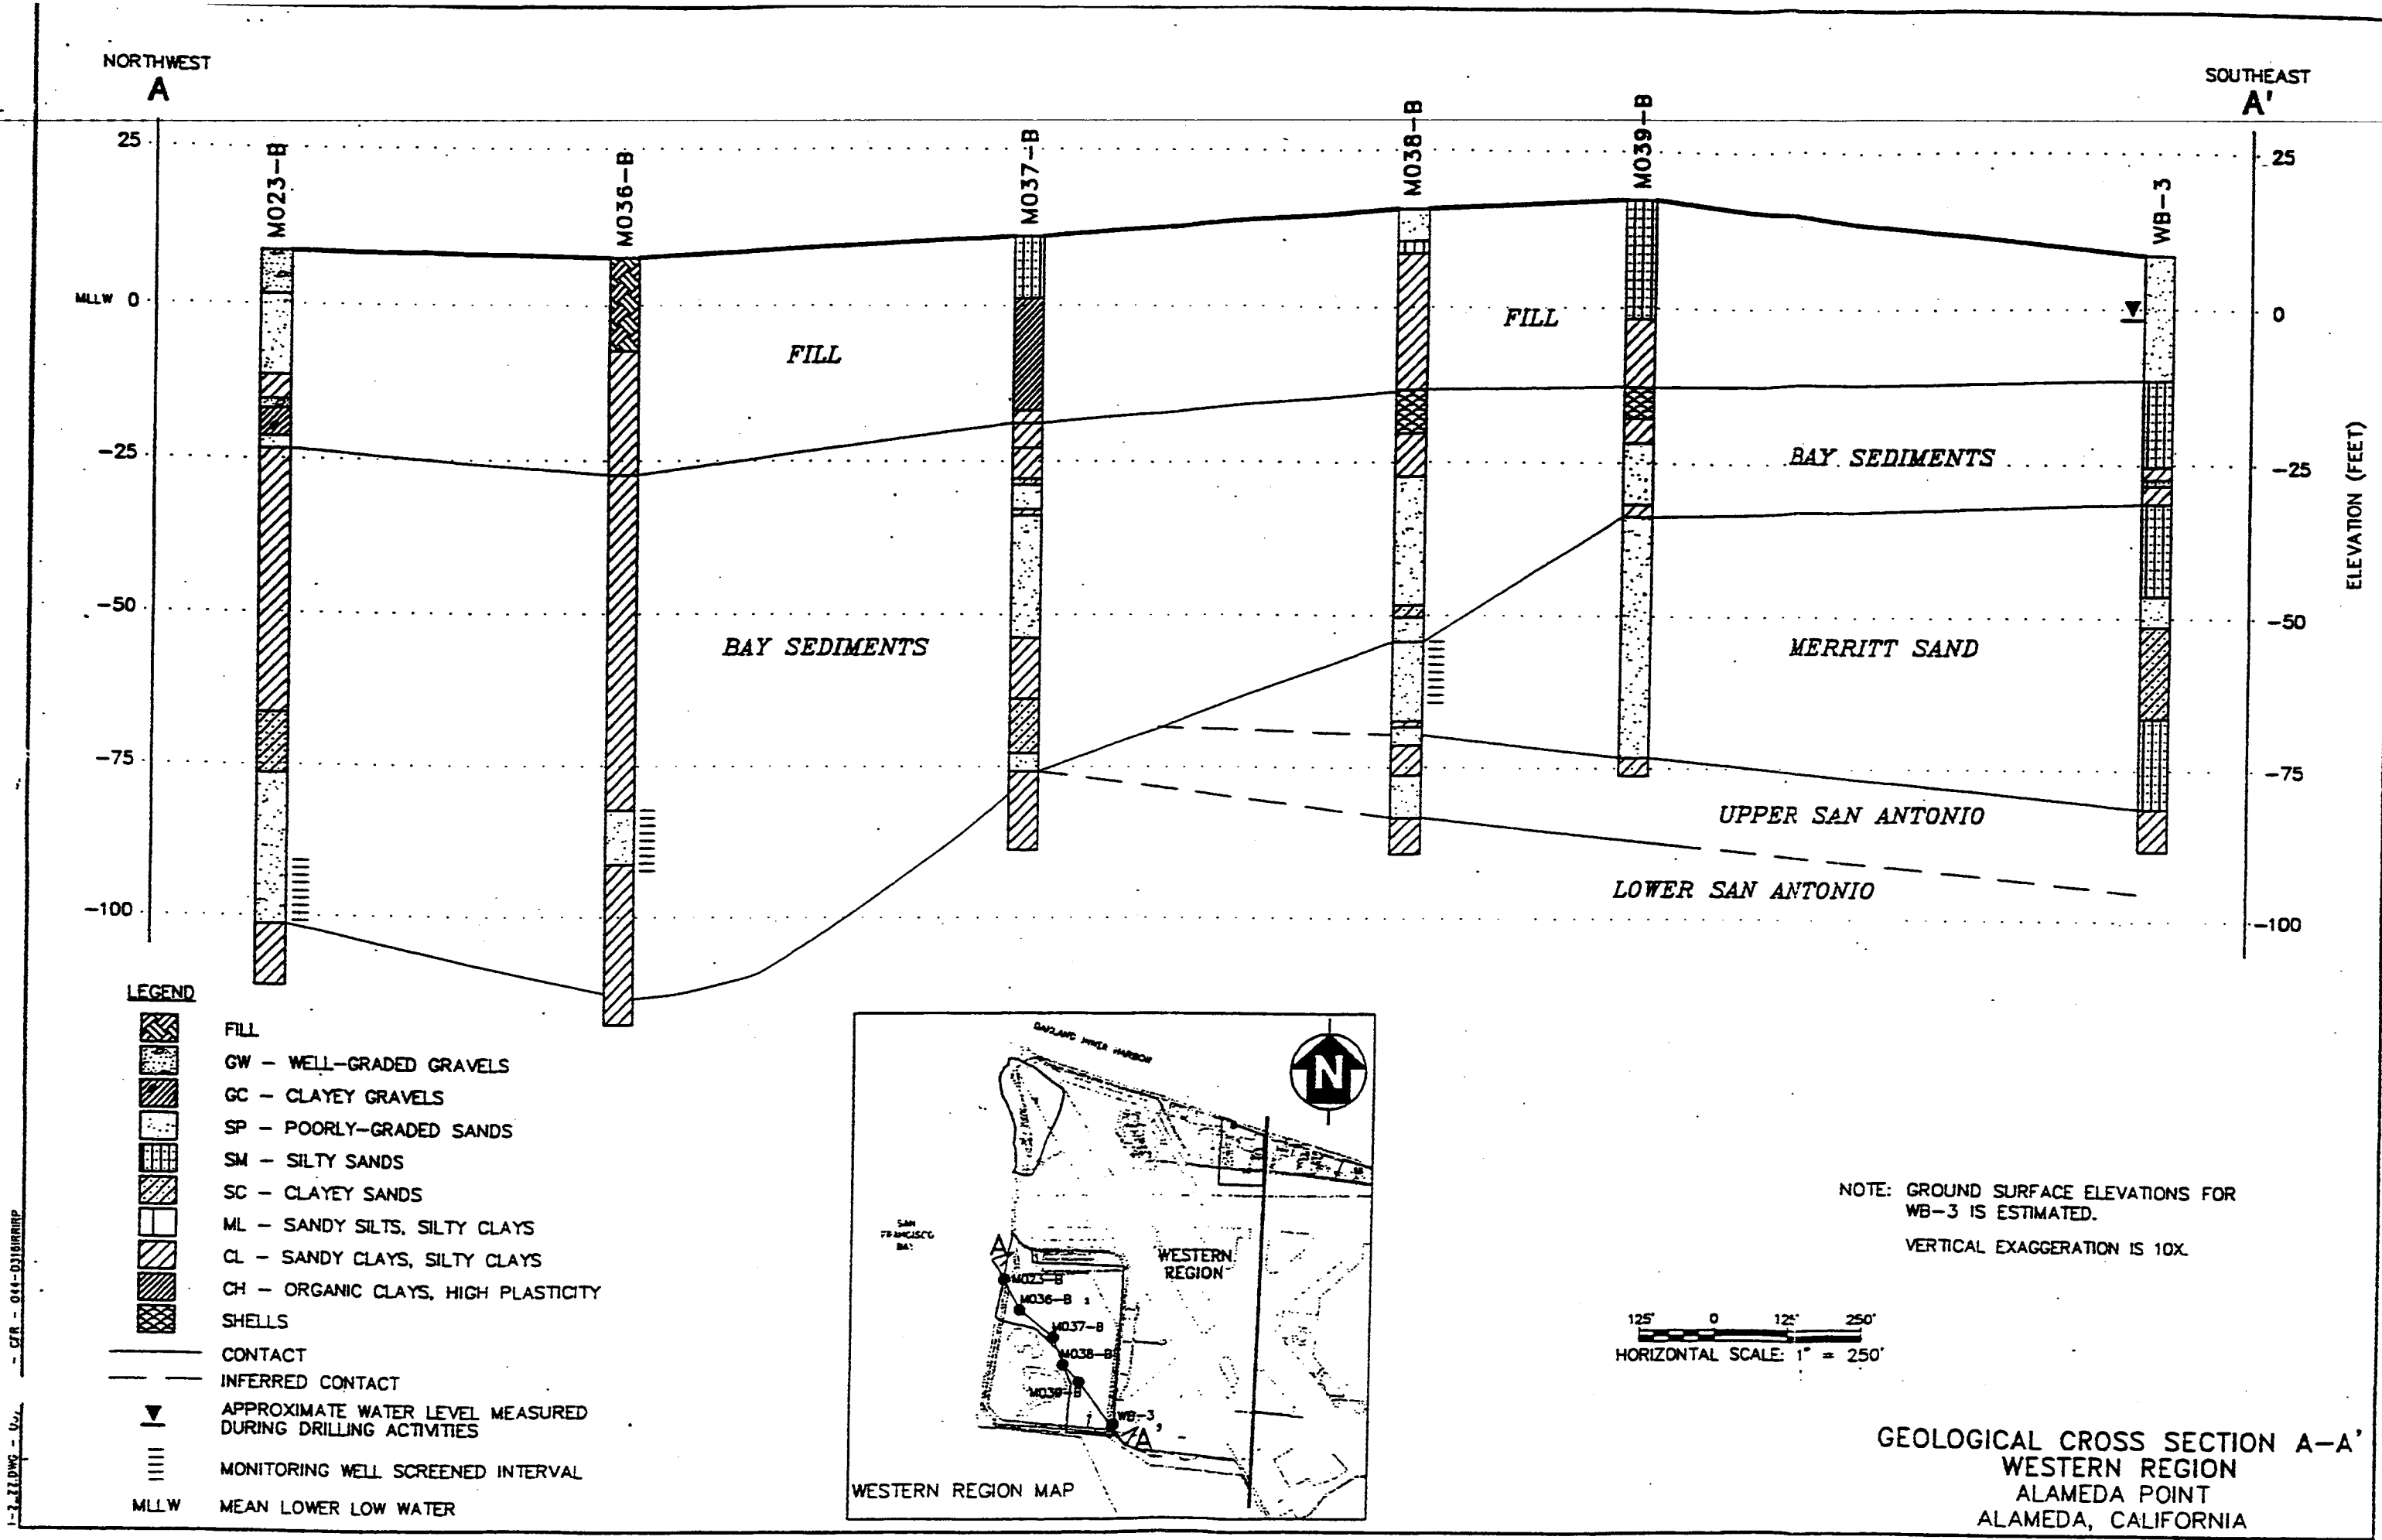 NORTHWEST
A
SOUTHEAST
A'
M023-B
M036-B
M037-B
M038-B
M039-B
WB-3
25
MLLW 0
-25
-50
-75
-100
25
0
-25
-50
-75
-100
ELEVATION (FEET)
FILL
FILL
BAY SEDIMENTS
BAY SEDIMENTS
MERRITT SAND
UPPER SAN ANTONIO
LOWER SAN ANTONIO
LEGEND
FILL
GW - WELL-GRADED GRAVELS
GC - CLAYEY GRAVELS
SP - POORLY-GRADED SANDS
SM - SILTY SANDS
SC - CLAYEY SANDS
ML - SANDY SILTS, SILTY CLAYS
CL - SANDY CLAYS, SILTY CLAYS
CH - ORGANIC CLAYS, HIGH PLASTICITY
SHELLS
CONTACT
INFERRED CONTACT
APPROXIMATE WATER LEVEL MEASURED
DURING DRILLING ACTIVITIES
MONITORING WELL SCREENED INTERVAL
MLLW MEAN LOWER LOW WATER
OAKLAND INNER HARBOR
N
SAN
FRANCISCO
BAY
WESTERN
REGION
A
M023-B
M036-B
M037-B
M038-B
M039-B
WB-3
A'
WESTERN REGION MAP
NOTE: GROUND SURFACE ELEVATIONS FOR
WB-3 IS ESTIMATED.
VERTICAL EXAGGERATION IS 10X.
125' 0 125' 250'
HORIZONTAL SCALE: 1" = 250'
GEOLOGICAL CROSS SECTION A-A'
WESTERN REGION
ALAMEDA POINT
ALAMEDA, CALIFORNIA